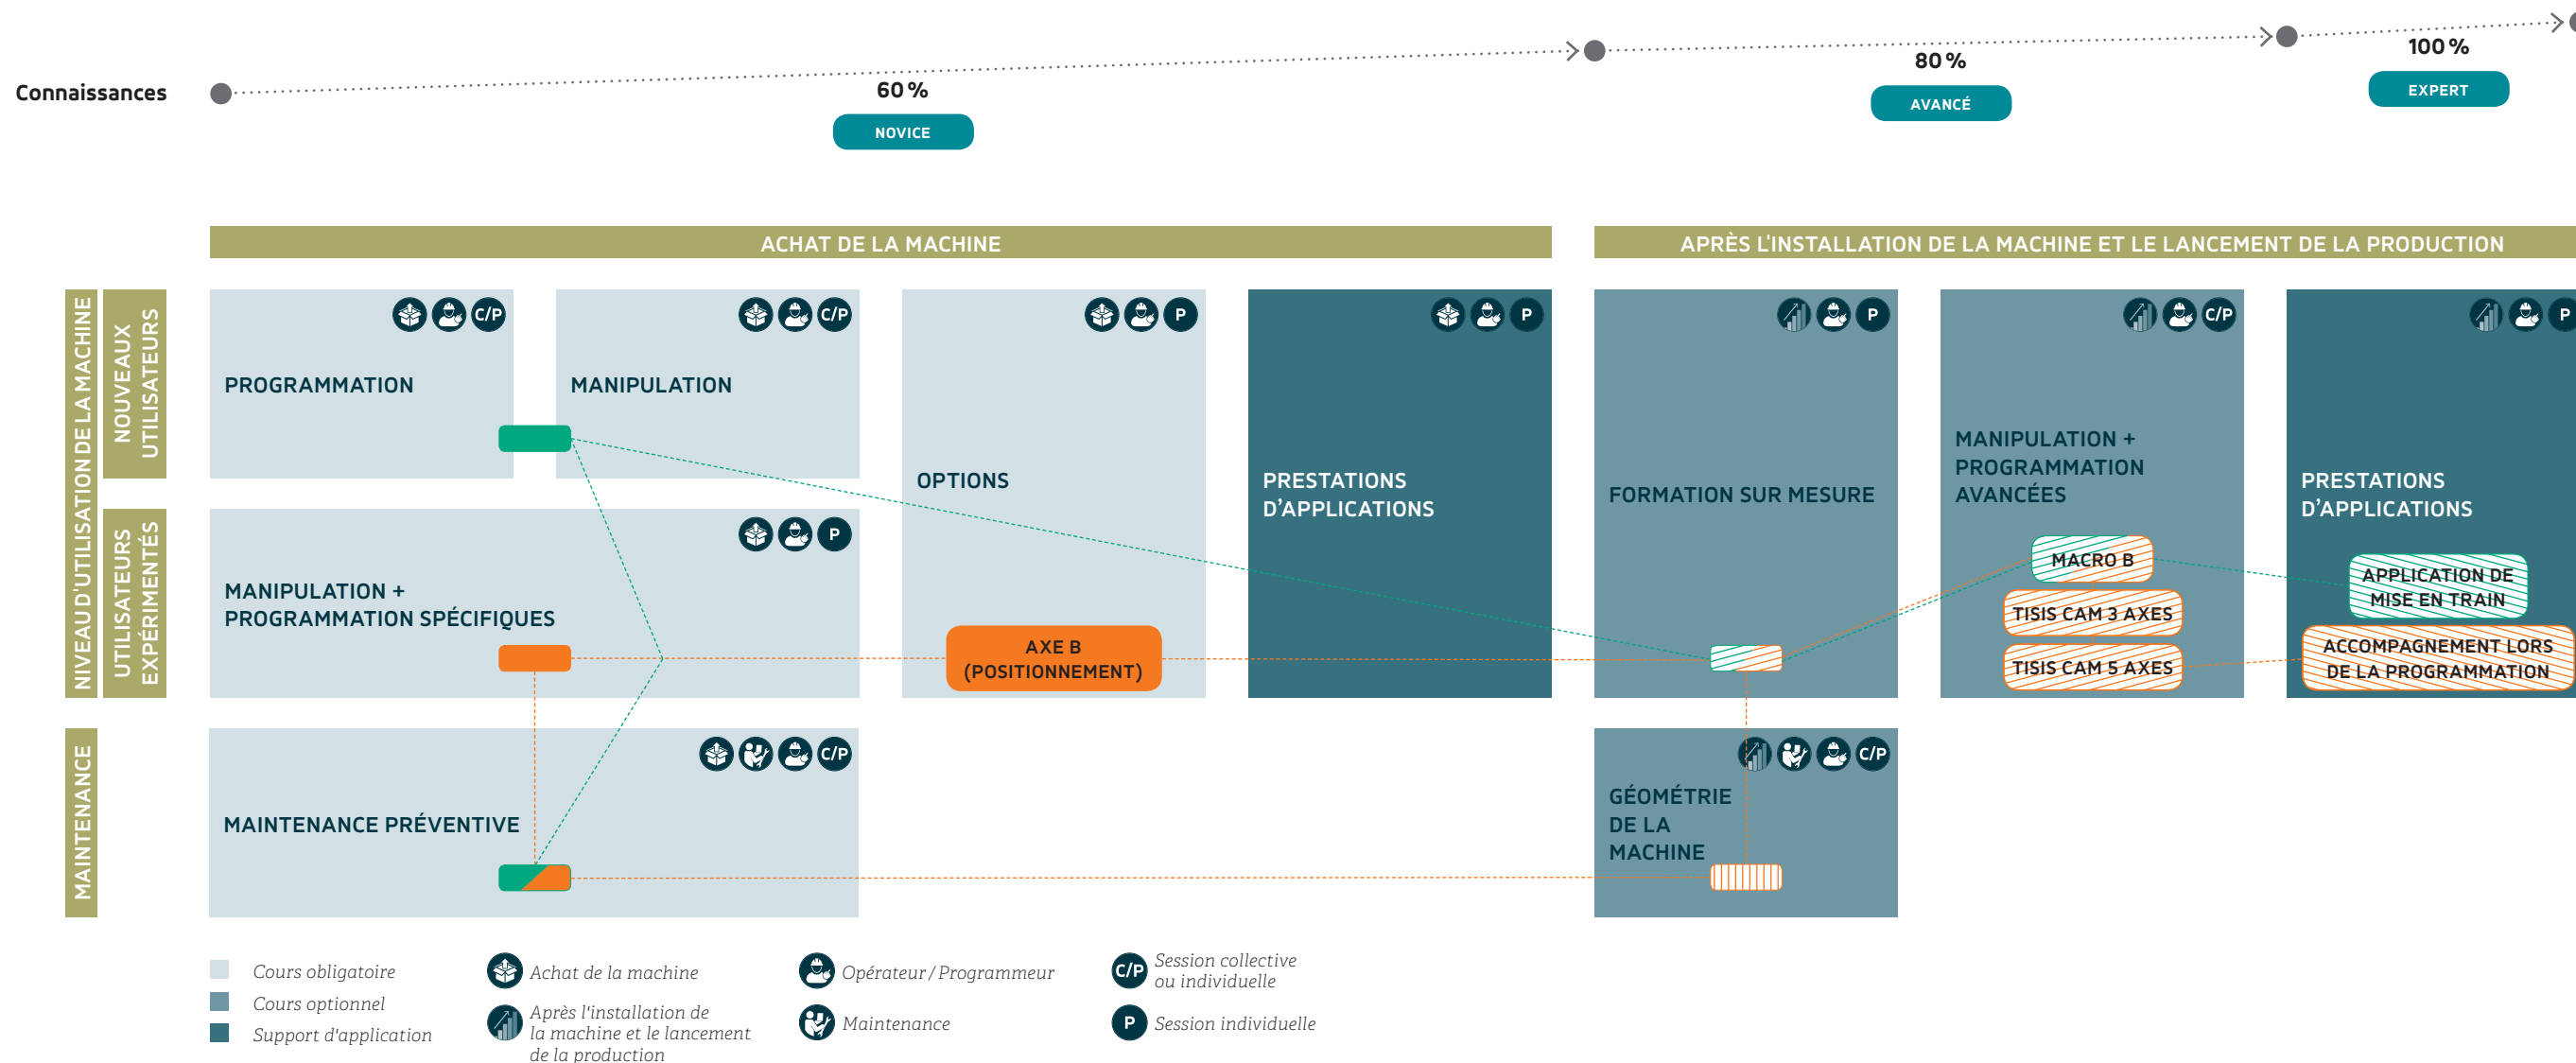 Connaissances
60 %
NOVICE
80 %
AVANCÉ
100 %
EXPERT
ACHAT DE LA MACHINE
APRÈS L'INSTALLATION DE LA MACHINE ET LE LANCEMENT DE LA PRODUCTION
NIVEAU D'UTILISATION DE LA MACHINE
NOUVEAUX
UTILISATEURS
C/P
PROGRAMMATION
C/P
MANIPULATION
P
OPTIONS
AXE B
(POSITIONNEMENT)
P
PRESTATIONS
D’APPLICATIONS
P
FORMATION SUR MESURE
C/P
MANIPULATION +
PROGRAMMATION
AVANCÉES
MACRO B
TISIS CAM 3 AXES
TISIS CAM 5 AXES
P
PRESTATIONS
D’APPLICATIONS
APPLICATION DE
MISE EN TRAIN
ACCOMPAGNEMENT LORS
DE LA PROGRAMMATION
UTILISATEURS
EXPÉRIMENTÉS
P
MANIPULATION +
PROGRAMMATION SPÉCIFIQUES
MAINTENANCE
C/P
MAINTENANCE PRÉVENTIVE
C/P
GÉOMÉTRIE
DE LA
MACHINE
Cours obligatoire
Cours optionnel
Support d'application
Achat de la machine
Après l'installation de
la machine et le lancement
de la production
Opérateur / Programmeur
Maintenance
C/P
Session collective
ou individuelle
P
Session individuelle